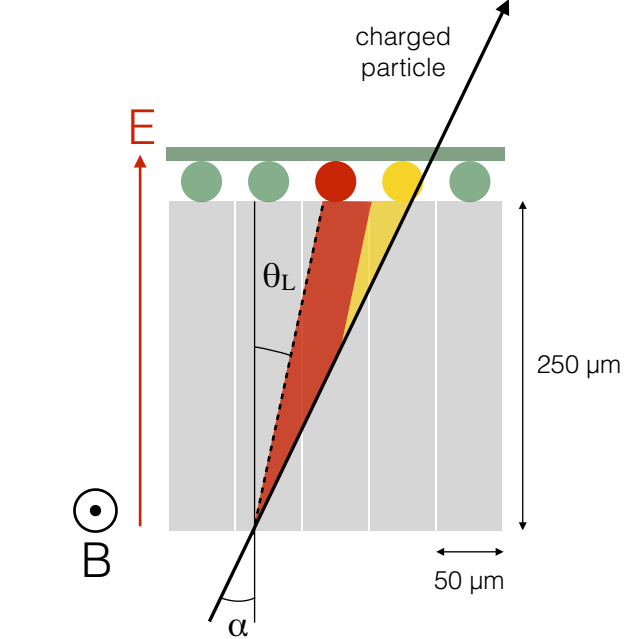 charged
particle
E
θL
250 µm
B
50 µm
α